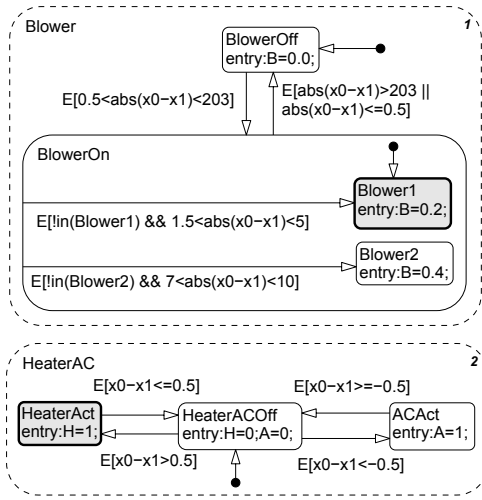 Blower
1
BlowerOff
entry:B=0.0;
E[0.5<abs(x0−x1)<203]
E[abs(x0−x1)>203 ||
abs(x0−x1)<=0.5]
BlowerOn
Blower1
entry:B=0.2;
E[!in(Blower1) && 1.5<abs(x0−x1)<5]
Blower2
entry:B=0.4;
E[!in(Blower2) && 7<abs(x0−x1)<10]
HeaterAC
2
E[x0−x1<=0.5]
E[x0−x1>=−0.5]
HeaterAct
entry:H=1;
HeaterACOff
entry:H=0;A=0;
ACAct
entry:A=1;
E[x0−x1>0.5]
E[x0−x1<−0.5]